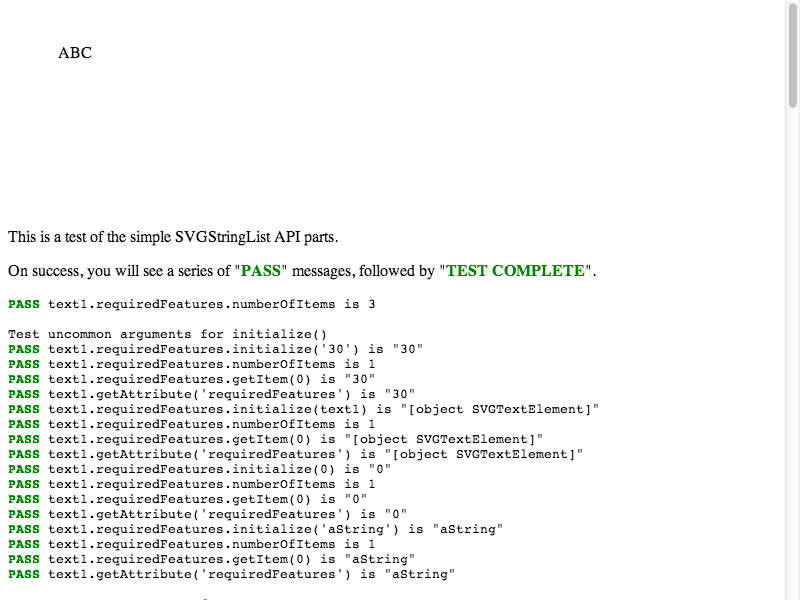 ABC
This is a test of the simple SVGStringList API parts.
On success, you will see a series of "PASS" messages, followed by "TEST COMPLETE".
PASS text1.requiredFeatures.numberOfItems is 3
Test uncommon arguments for initialize()
PASS text1.requiredFeatures.initialize('30') is "30"
PASS text1.requiredFeatures.numberOfItems is 1
PASS text1.requiredFeatures.getItem(0) is "30"
PASS text1.getAttribute('requiredFeatures') is "30"
PASS text1.requiredFeatures.initialize(text1) is "[object SVGTextElement]"
PASS text1.requiredFeatures.numberOfItems is 1
PASS text1.requiredFeatures.getItem(0) is "[object SVGTextElement]"
PASS text1.getAttribute('requiredFeatures') is "[object SVGTextElement]"
PASS text1.requiredFeatures.initialize(0) is "0"
PASS text1.requiredFeatures.numberOfItems is 1
PASS text1.requiredFeatures.getItem(0) is "0"
PASS text1.getAttribute('requiredFeatures') is "0"
PASS text1.requiredFeatures.initialize('aString') is "aString"
PASS text1.requiredFeatures.numberOfItems is 1
PASS text1.requiredFeatures.getItem(0) is "aString"
PASS text1.getAttribute('requiredFeatures') is "aString"